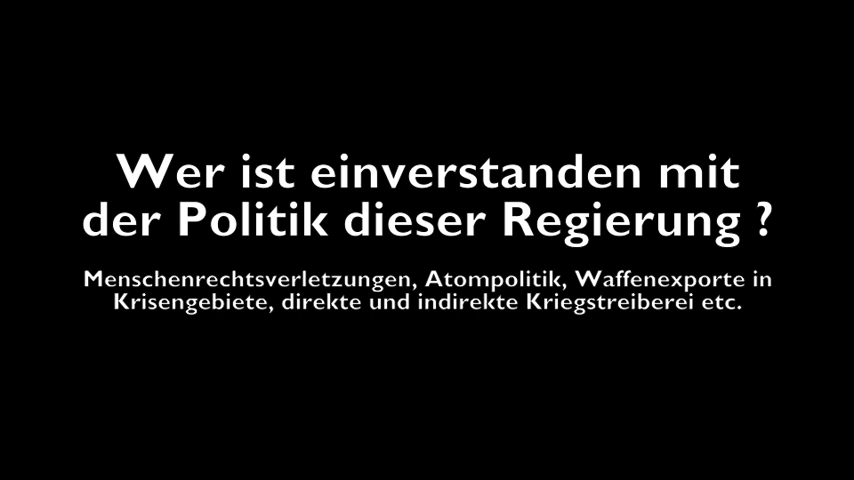 Wer ist einverstanden mit
der Politik dieser Regierung ?
Menschenrechtsverletzungen, Atompolitik, Waffenexporte in
Krisengebiete, direkte und indirekte Kriegstreiberei etc.